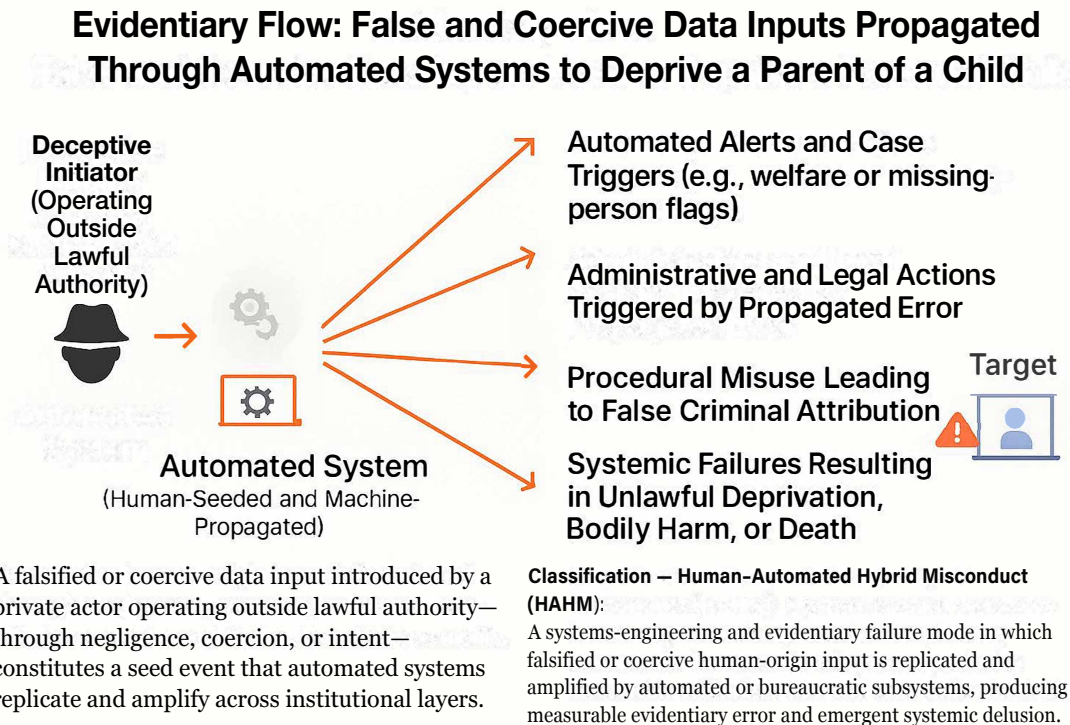 Evidentiary Flow: False and Coercive Data Inputs Propagated
Through Automated Systems to Deprive a Parent of a Child
Deceptive
Initiator
(Operating
Outside
Lawful
Authority)
Automated System
(Human-Seeded and Machine-
Propagated)
Automated Alerts and Case
Triggers (e.g., welfare or missing-
person flags)
Administrative and Legal Actions
Triggered by Propagated Error
Procedural Misuse Leading
to False Criminal Attribution
Systemic Failures Resulting
in Unlawful Deprivation,
Bodily Harm, or Death
Target
A falsified or coercive data input introduced by a
private actor operating outside lawful authority—
through negligence, coercion, or intent—
constitutes a seed event that automated systems
replicate and amplify across institutional layers.
Classification — Human-Automated Hybrid Misconduct
(HAHM):
A systems-engineering and evidentiary failure mode in which
falsified or coercive human-origin input is replicated and
amplified by automated or bureaucratic subsystems, producing
measurable evidentiary error and emergent systemic delusion.